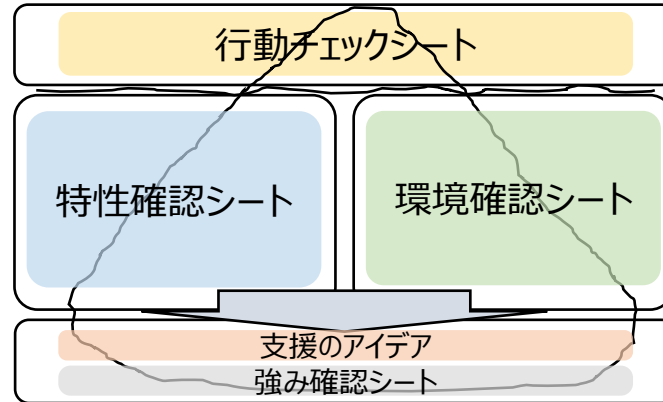 行動チェックシート
特性確認シート
環境確認シート
支援のアイデア
強み確認シート